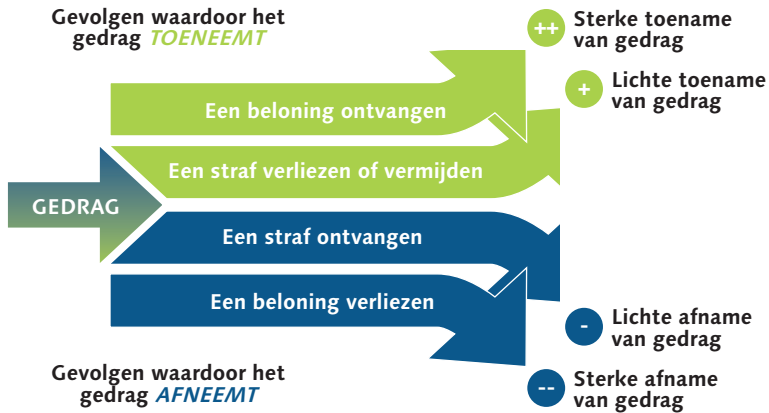 Gevolgen waardoor het
gedrag TOENEEMT
++
Sterke toename
van gedrag
+
Lichte toename
van gedrag
Een beloning ontvangen
Een straf verliezen of vermijden
GEDRAG
Een straf ontvangen
Een beloning verliezen
-
Lichte afname
van gedrag
Gevolgen waardoor het
gedrag AFNEEMT
--
Sterke afname
van gedrag